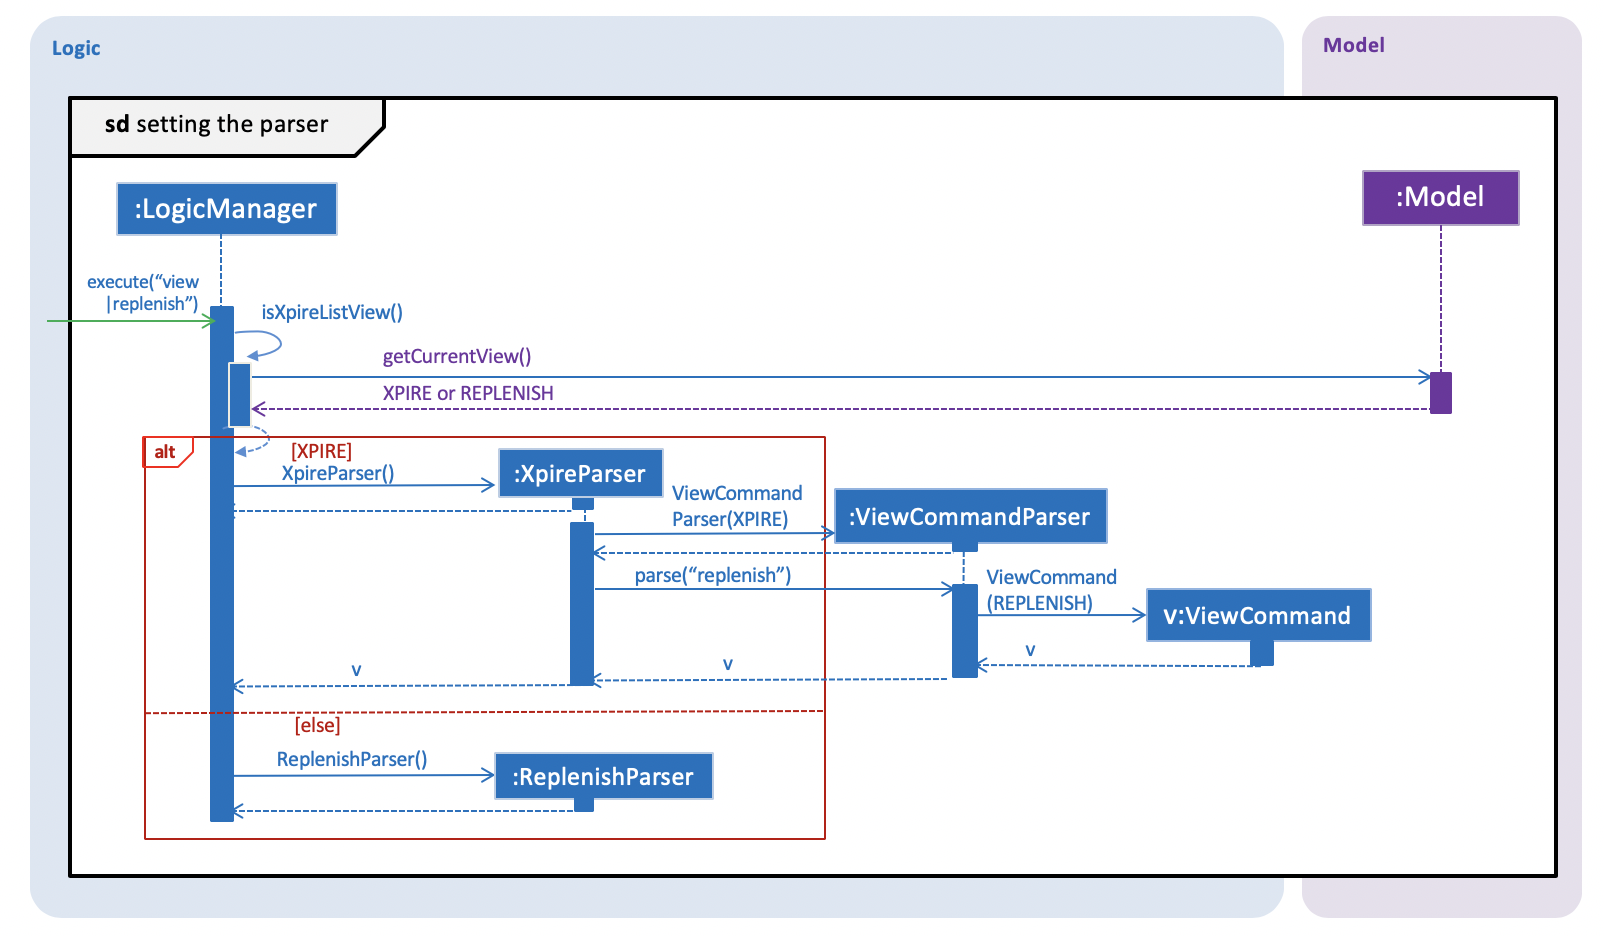 Logic
Model
sd setting the parser
:LogicManager
:Model
execute(“view
|replenish”)
isXpireListView()
getCurrentView()
XPIRE or REPLENISH
alt
[XPIRE]
XpireParser()
:XpireParser
ViewCommand
Parser(XPIRE)
:ViewCommandParser
parse(“replenish”)
ViewCommand
(REPLENISH)
v:ViewCommand
v
v
v
[else]
ReplenishParser()
:ReplenishParser